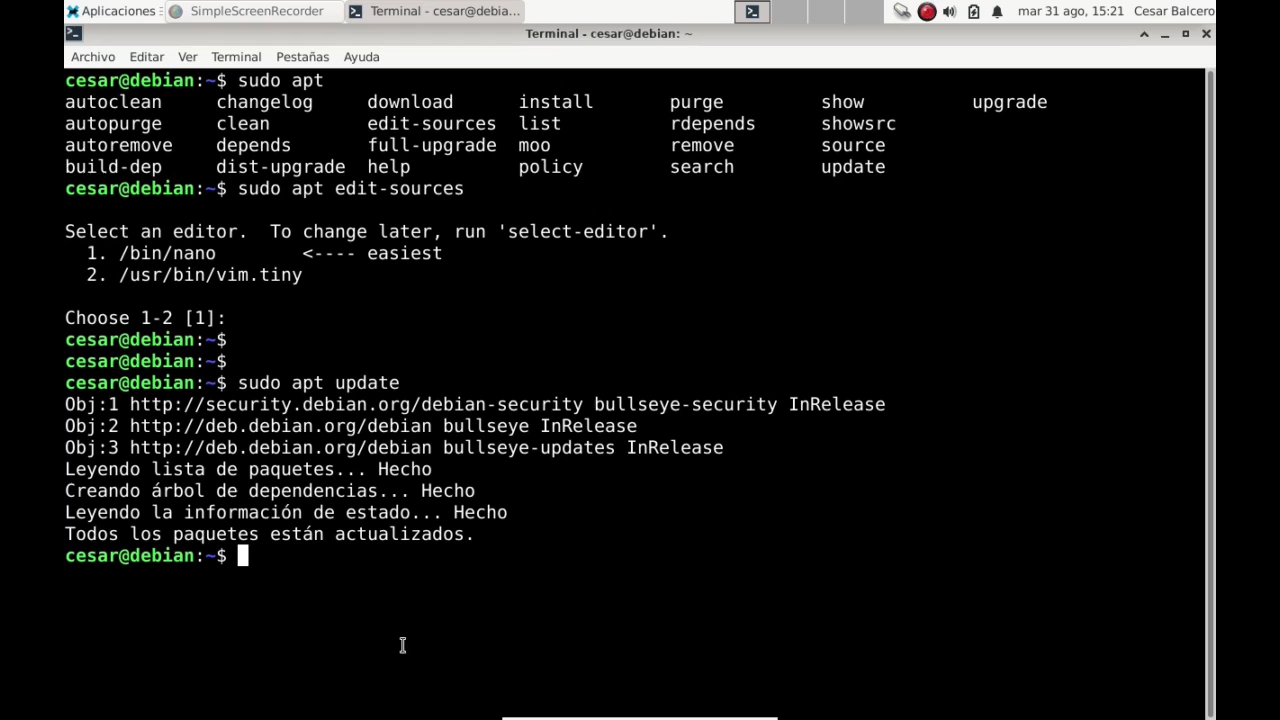 Aplicaciones SimpleScreenRecorder Terminal - cesar@debia... mar 31 ago, 15:21 Cesar Balcero
Terminal - cesar@debian: ~
Archivo Editar Ver Terminal Pestañas Ayuda
cesar@debian:~$ sudo apt
autoclean changelog download install purge show upgrade
autopurge clean edit-sources list rdepends showsrc
autoremove depends full-upgrade moo remove source
build-dep dist-upgrade help policy search update
cesar@debian:~$ sudo apt edit-sources
Select an editor.  To change later, run 'select-editor'.
  1. /bin/nano        <---- easiest
  2. /usr/bin/vim.tiny
Choose 1-2 [1]:
cesar@debian:~$
cesar@debian:~$
cesar@debian:~$ sudo apt update
Obj:1 http://security.debian.org/debian-security bullseye-security InRelease
Obj:2 http://deb.debian.org/debian bullseye InRelease
Obj:3 http://deb.debian.org/debian bullseye-updates InRelease
Leyendo lista de paquetes... Hecho
Creando árbol de dependencias... Hecho
Leyendo la información de estado... Hecho
Todos los paquetes están actualizados.
cesar@debian:~$